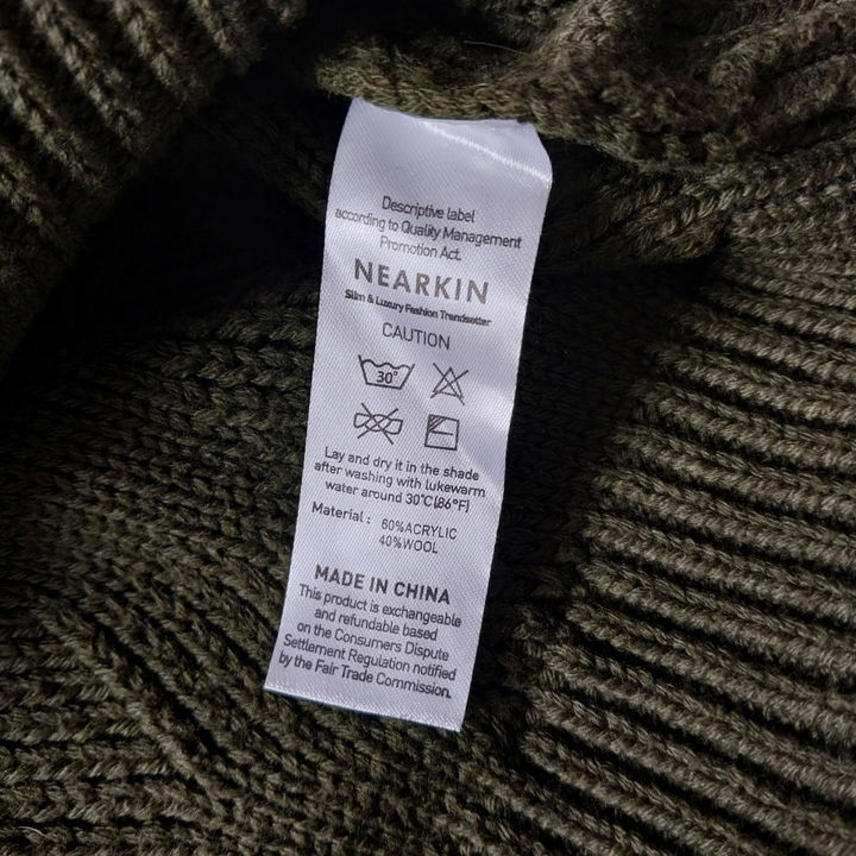 Descriptive label
according to Quality Management
Promotion Act.
NEARKIN
Slim & Luxury Fashion Trendsetter
CAUTION
30°
Lay and dry it in the shade
after washing with lukewarm
water around 30℃(86°F)
Material : 60%ACRYLIC
40%WOOL
MADE IN CHINA
This product is exchangeable
and refundable based
on the Consumers Dispute
Settlement Regulation notified
by the Fair Trade Commission.